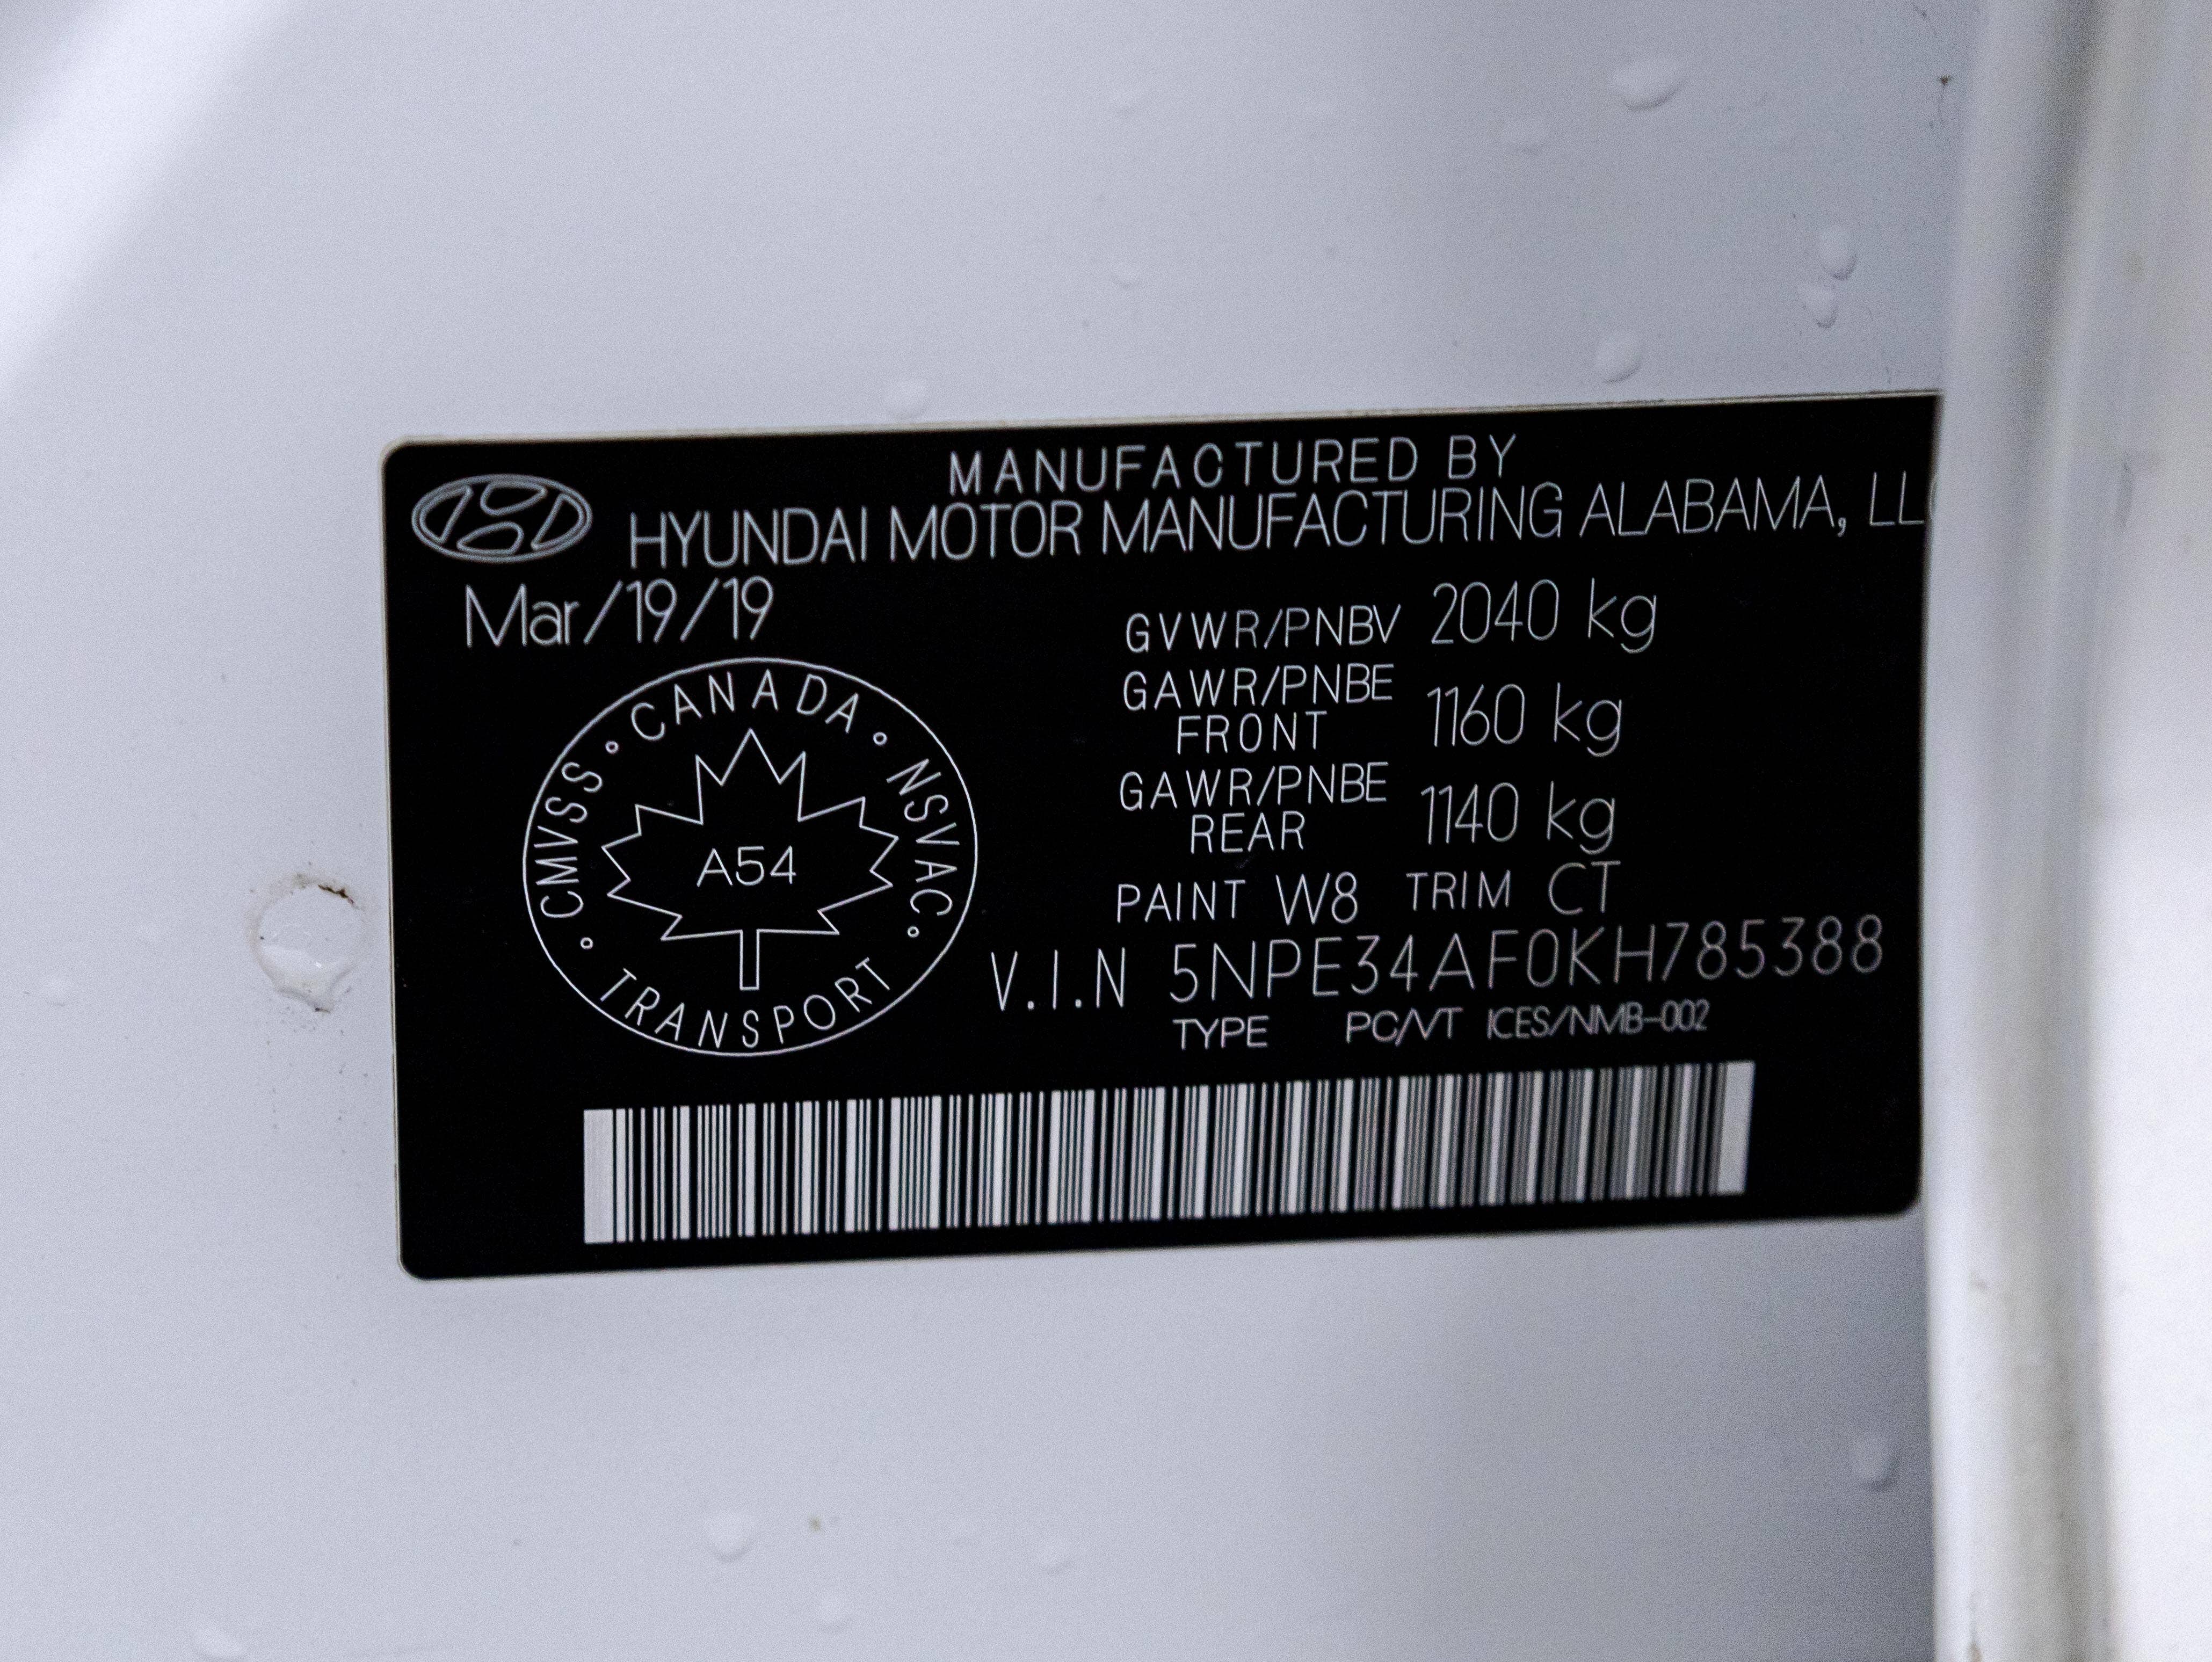 MANUFACTURED BY
HYUNDAI MOTOR MANUFACTURING ALABAMA, LLC
Mar/19/19
GVWR/PNBV 2040 kg
GAWR/PNBE FRONT 1160 kg
GAWR/PNBE REAR 1140 kg
PAINT W8 TRIM CT
V.I.N 5NPE34AF0KH785388
TYPE PC/VT ICES/NMB-002
CANADA
CMVSS
NSVAC
A54
TRANSPORT